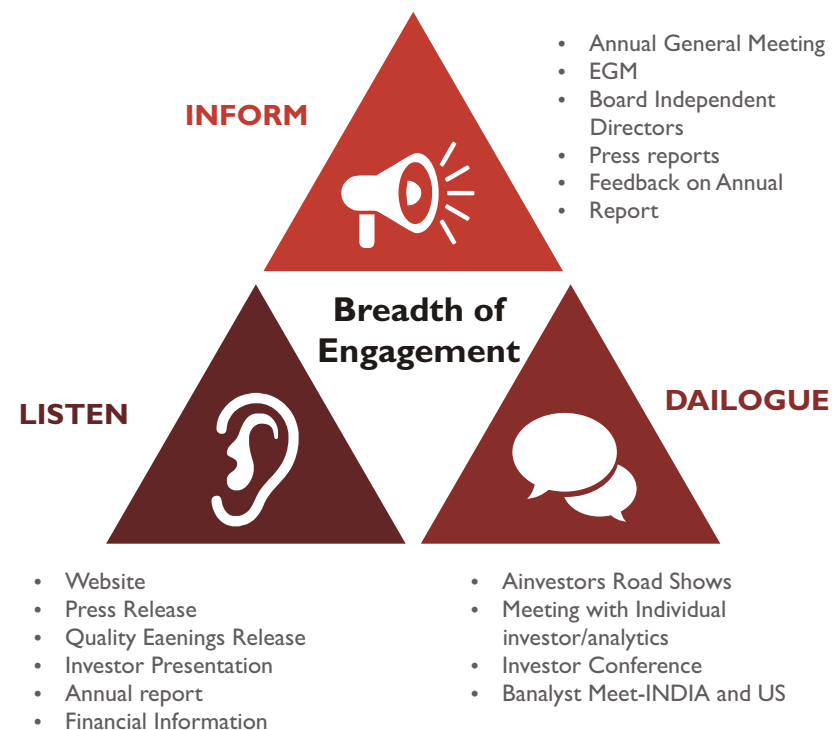 INFORM
• Annual General Meeting
• EGM
• Board Independent
Directors
• Press reports
• Feedback on Annual
• Report
Breadth of
Engagement
LISTEN
• Website
• Press Release
• Quality Eaenings Release
• Investor Presentation
• Annual report
• Financial Information
DAILOGUE
• Ainvestors Road Shows
• Meeting with Individual
investor/analytics
• Investor Conference
• Banalyst Meet-INDIA and US